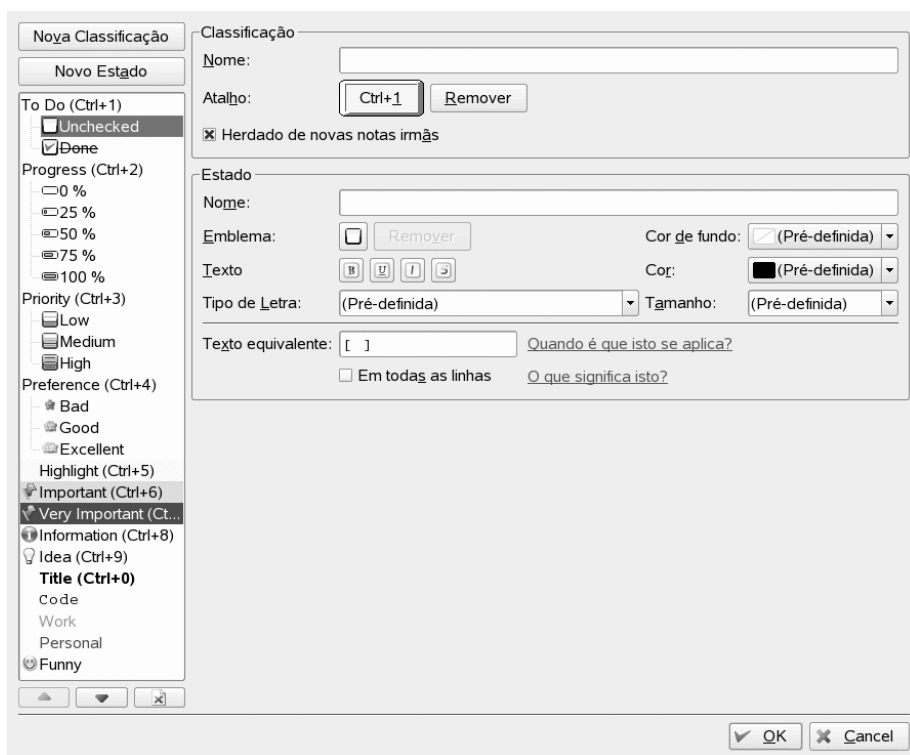 Nova Classificação
Novo Estado
To Do (Ctrl+1)
Unchecked
Done
Progress (Ctrl+2)
0 %
25 %
50 %
75 %
100 %
Priority (Ctrl+3)
Low
Medium
High
Preference (Ctrl+4)
Bad
Good
Excellent
Highlight (Ctrl+5)
Important (Ctrl+6)
Very Important (Ct...
Information (Ctrl+8)
Idea (Ctrl+9)
Title (Ctrl+0)
Code
Work
Personal
Funny
Classificação
Nome:
Atalho: Ctrl+1 Remover
Herdado de novas notas irmãs
Estado
Nome:
Emblema: Remover Cor de fundo: (Pré-definida)
Texto B U I S Cor: (Pré-definida)
Tipo de Letra: (Pré-definida) Tamanho: (Pré-definida)
Texto equivalente: [ ] Quando é que isto se aplica?
Em todas as linhas O que significa isto?
OK Cancel